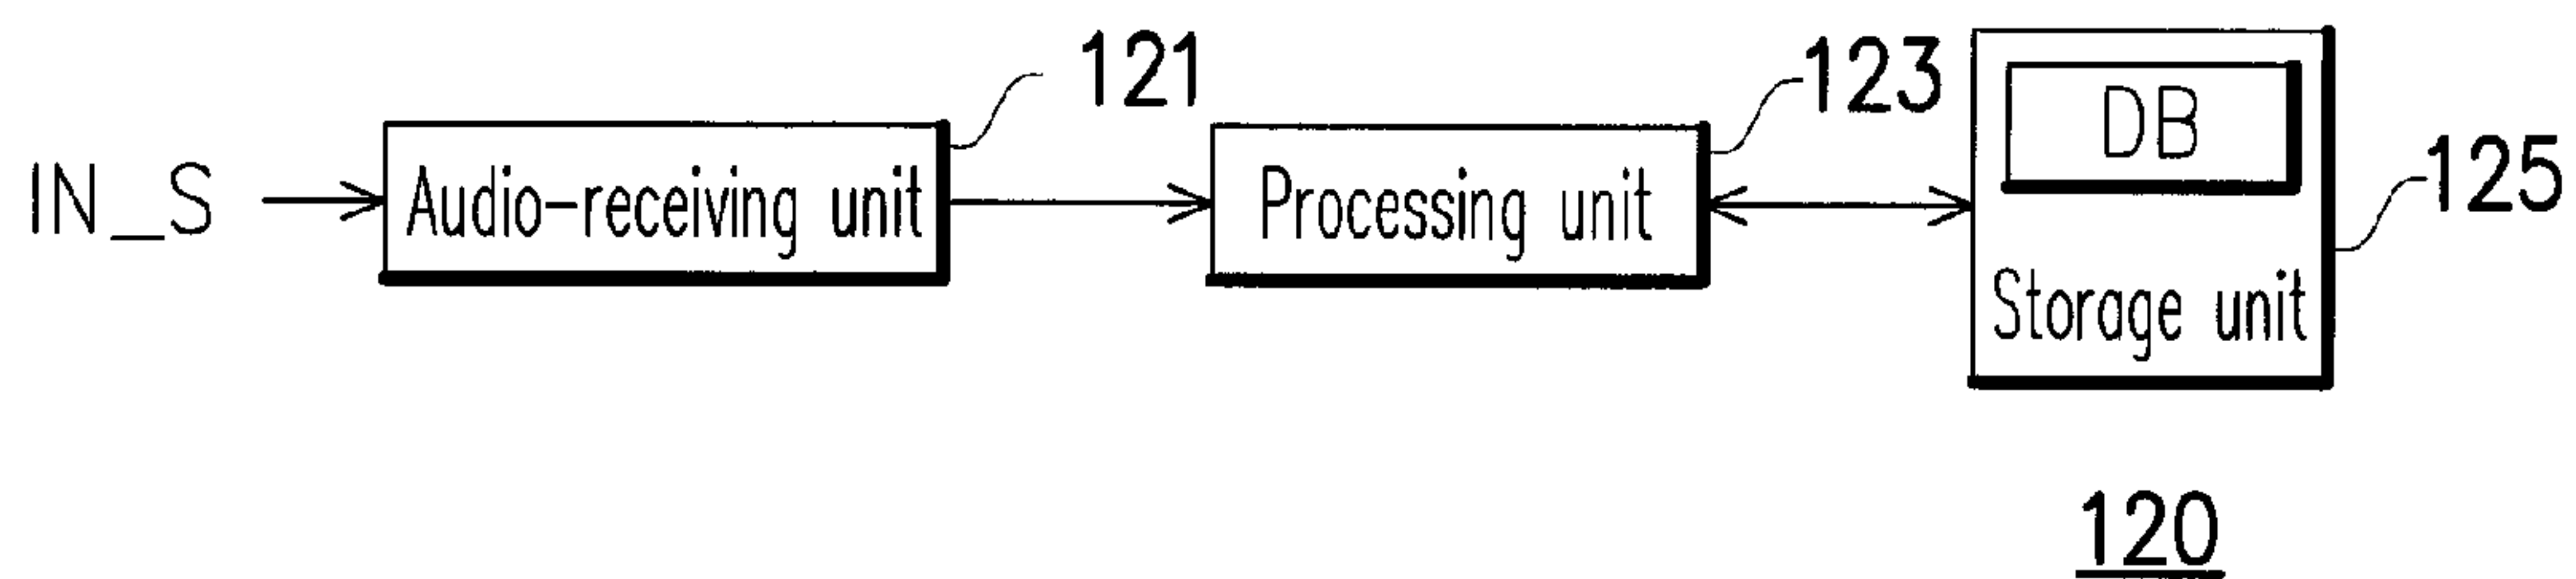 121
123
DB
125
IN_S
Audio-receiving unit
Processing unit
Storage unit
120